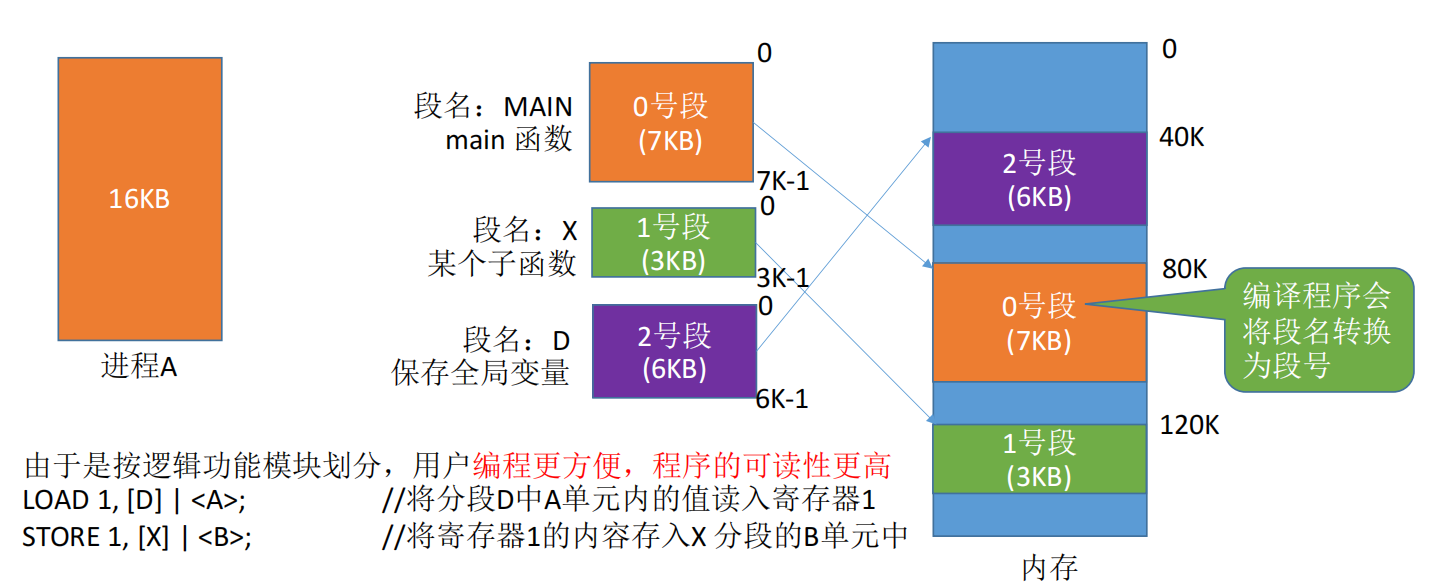 16KB
进程A
段名：MAIN
main 函数
0号段
(7KB)
0
7K-1
段名：X
某个子函数
1号段
(3KB)
0
3K-1
段名：D
保存全局变量
2号段
(6KB)
0
6K-1
0
40K
2号段
(6KB)
80K
0号段
(7KB)
120K
1号段
(3KB)
内存
编译程序会
将段名转换
为段号
由于是按逻辑功能模块划分，用户编程更方便，程序的可读性更高
LOAD 1, [D] | <A>; //将分段D中A单元内的值读入寄存器1
STORE 1, [X] | <B>; //将寄存器1的内容存入X 分段的B单元中